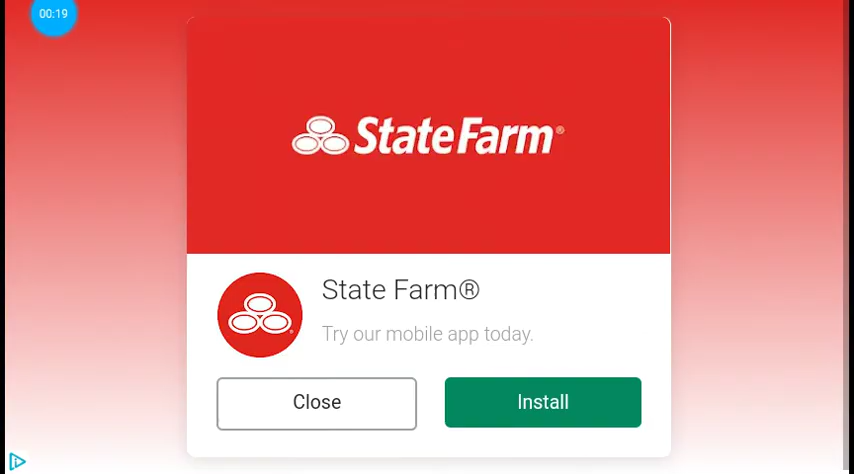 00:19
StateFarm®
State Farm®
Try our mobile app today.
Close
Install